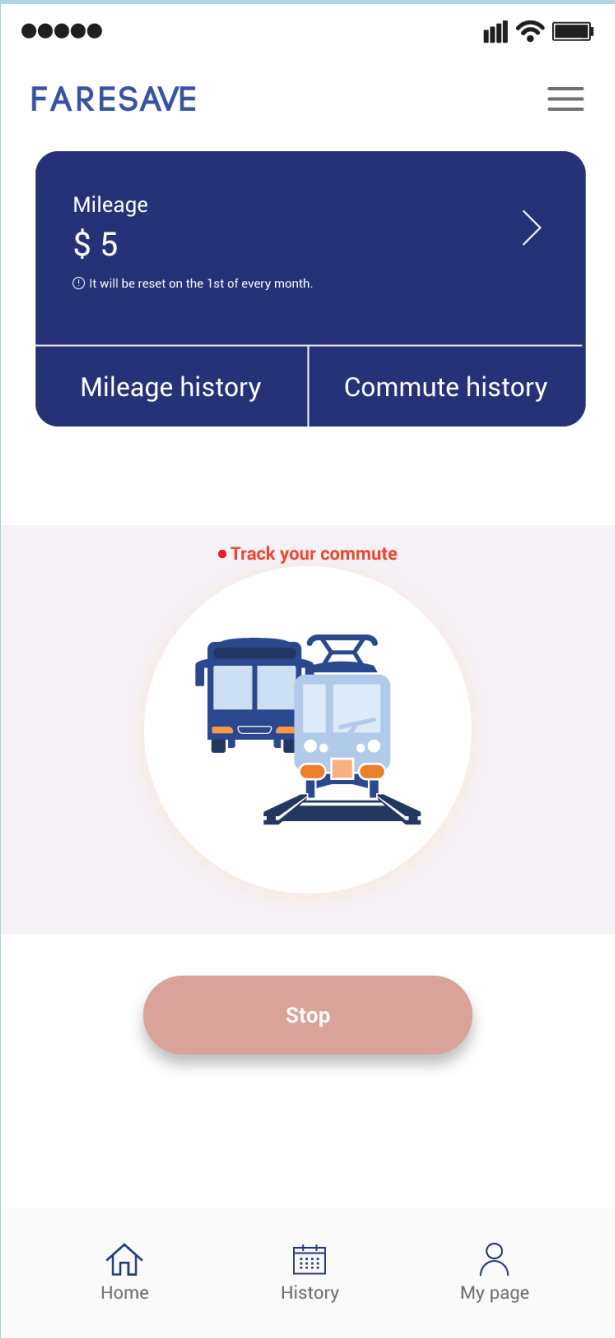 FARESAVE
Mileage
$ 5
It will be reset on the 1st of every month.
Mileage history
Commute history
Track your commute
Stop
Home
History
My page